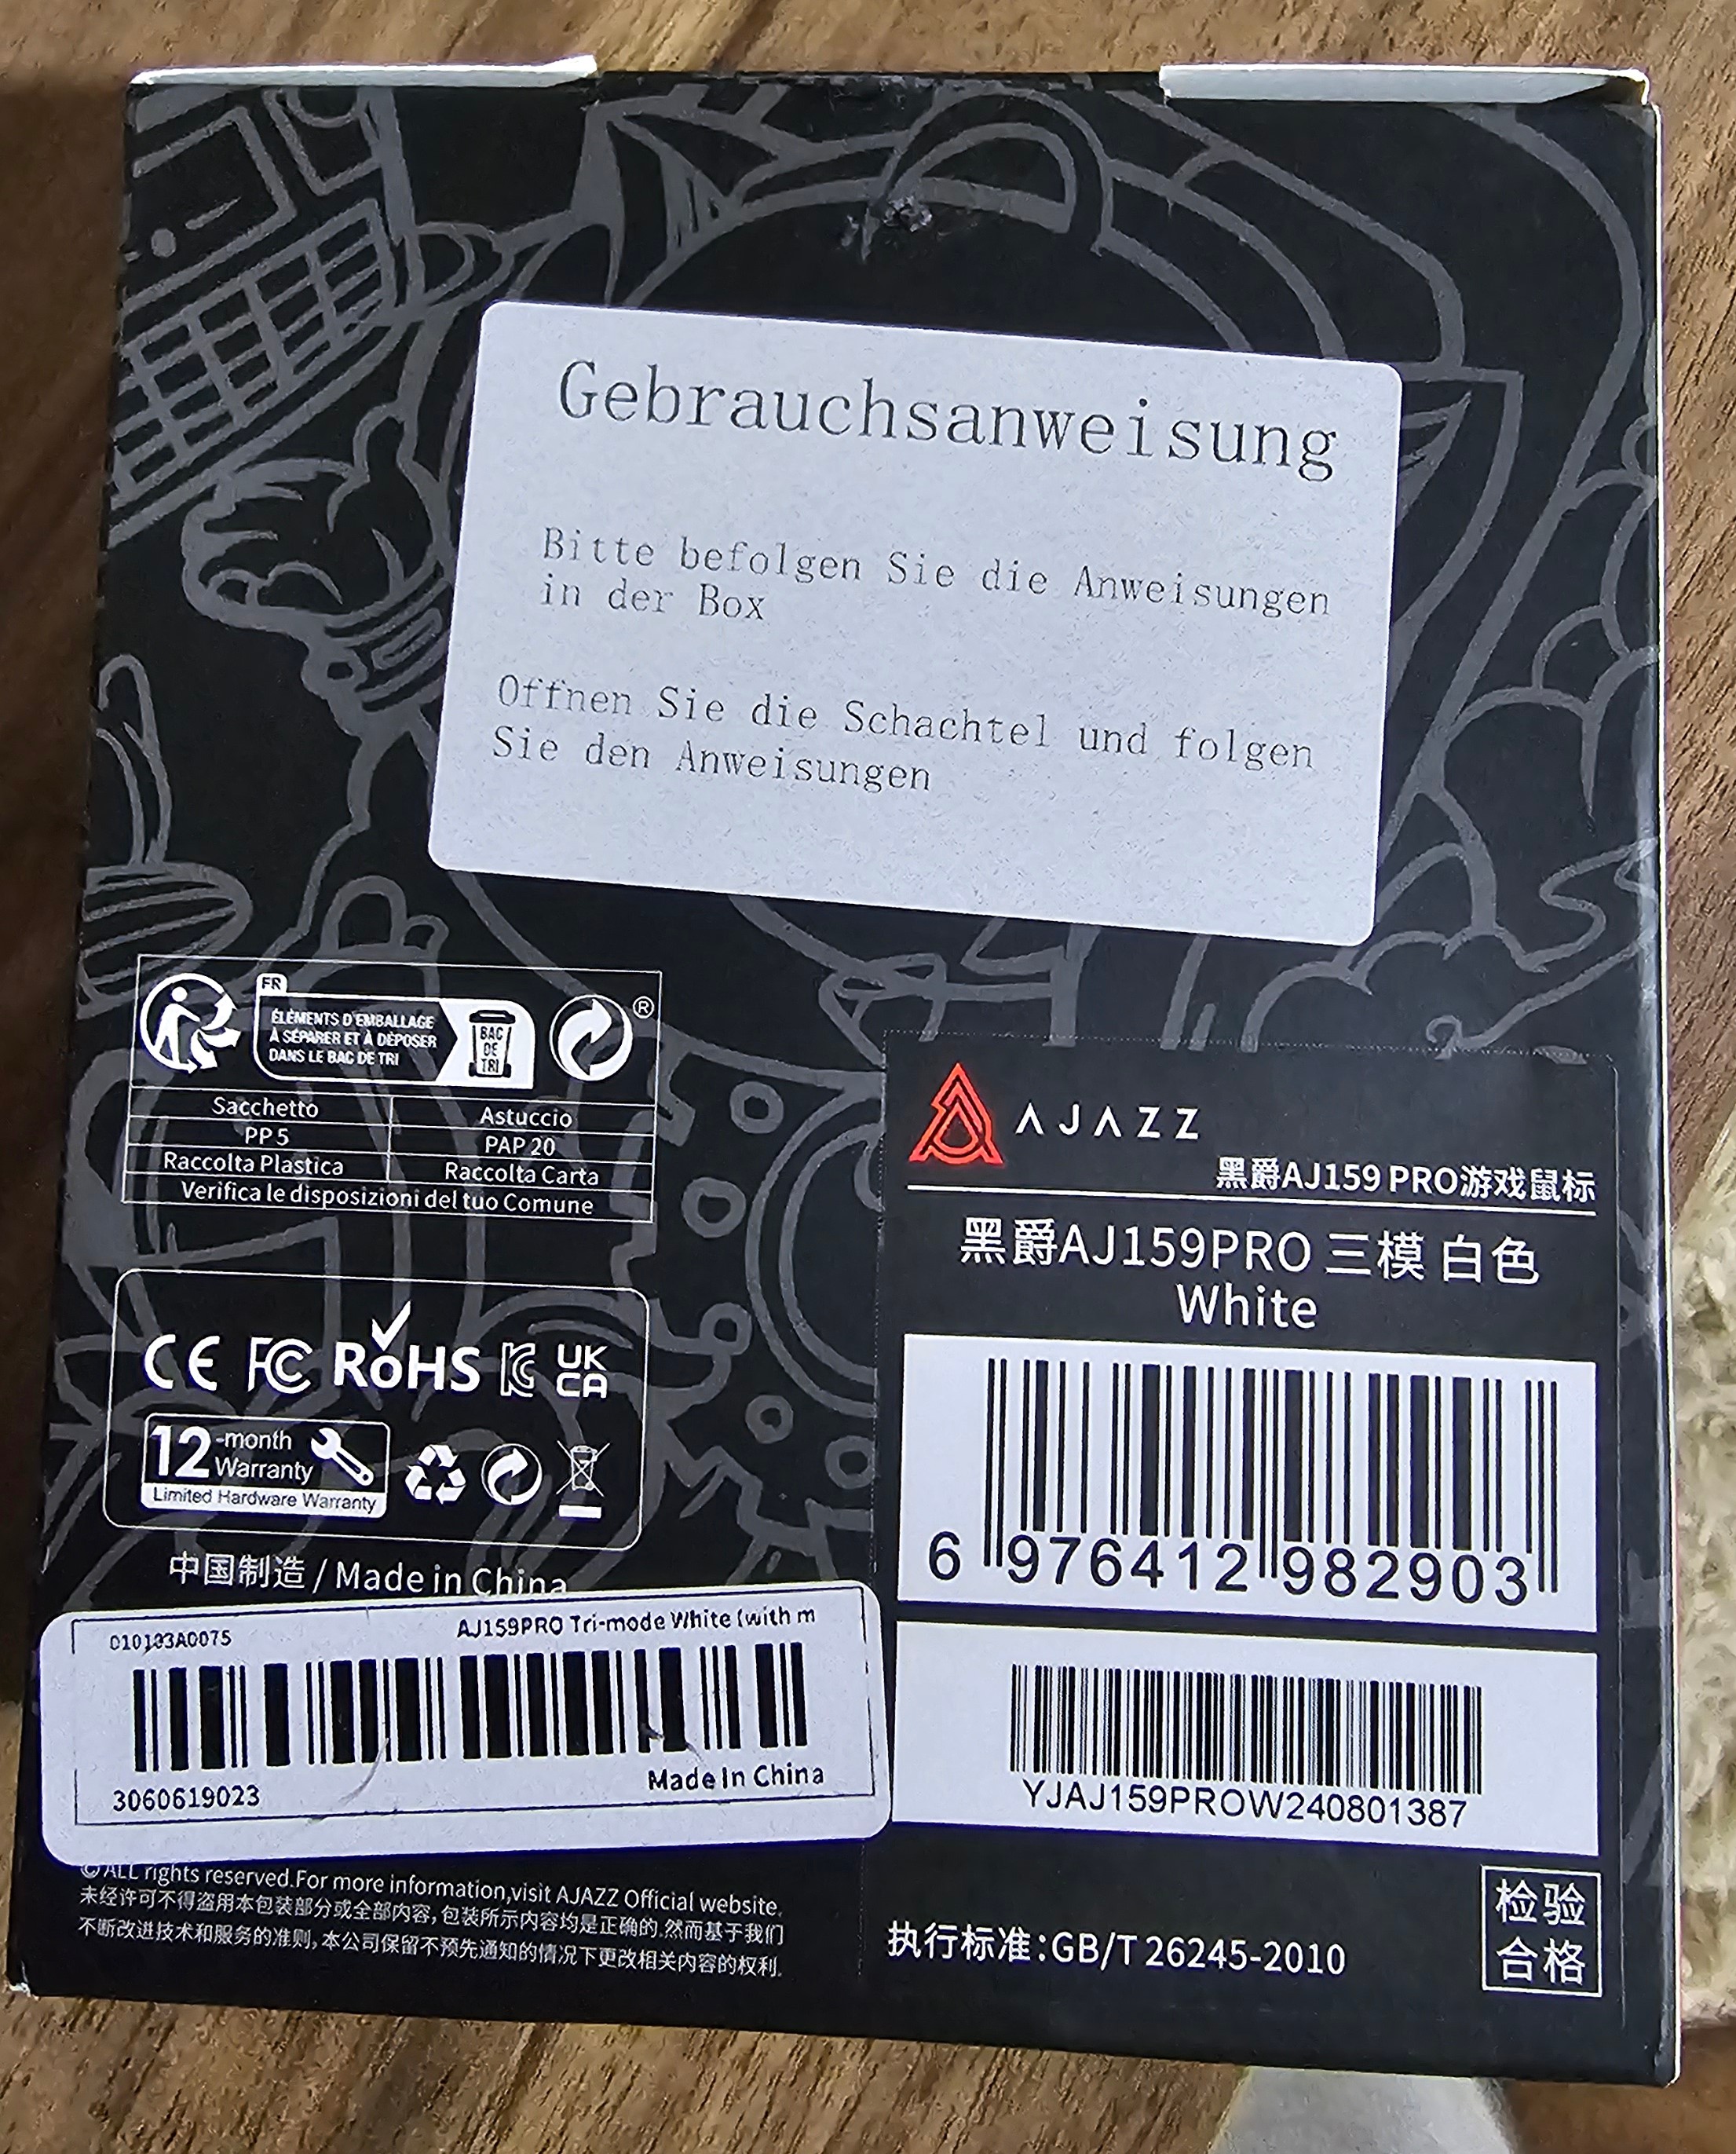 Gebrauchsanweisung
Bitte befolgen Sie die Anweisungen
in der Box
Offnen Sie die Schachtel und folgen
Sie den Anweisungen
FR
ÉLÉMENTS D'EMBALLAGE
À SÉPARER ET À DÉPOSER
DANS LE BAC DE TRI
BAC
DE
TRI
®
Sacchetto Astuccio
PP 5 PAP 20
Raccolta Plastica Raccolta Carta
Verifica le disposizioni del tuo Comune
CE FC RoHS KC UK
CA
12-month
Warranty
Limited Hardware Warranty
中国制造 / Made in China
010103A0075 AJ159PRO Tri-mode White (with m
3060619023 Made In China
©ALL rights reserved.For more information,visit AJAZZ Official website.
未经许可不得盗用本包装部分或全部内容,包装所示内容均是正确的.然而基于我们
不断改进技术和服务的准则,本公司保留不预先通知的情况下更改相关内容的权利.
AJAZZ
黑爵AJ159 PRO游戏鼠标
黑爵AJ159PRO 三模 白色
White
6 976412 982903
YJAJ159PROW240801387
执行标准:GB/T 26245-2010
检验
合格